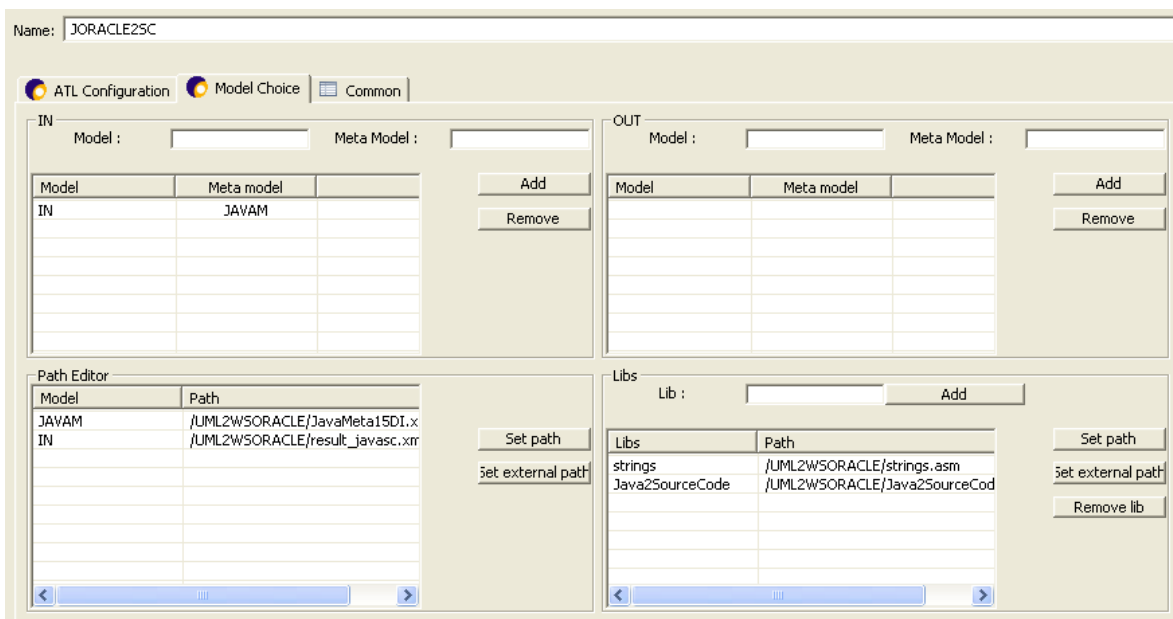 Name: JORACLE2SC
ATL Configuration Model Choice Common
IN
Model : Meta Model :
Add
Model Meta model
IN JAVAM
Remove
OUT
Model : Meta Model :
Add
Model Meta model
Remove
Path Editor
Model Path
JAVAM /UML2WSORACLE/JavaMeta15DI.x
IN /UML2WSORACLE/result_javasc.xm
Set path
Set external path
Libs
Lib : Add
Libs Path
strings /UML2WSORACLE/strings.asm
Java2SourceCode /UML2WSORACLE/Java2SourceCod
Set path
Set external path
Remove lib